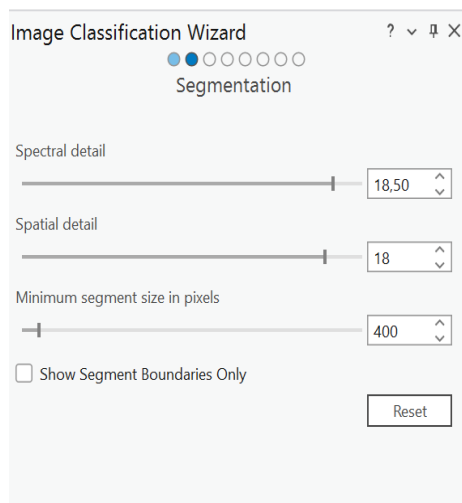 Image Classification Wizard
?
Segmentation
Spectral detail
18,50
Spatial detail
18
Minimum segment size in pixels
400
Show Segment Boundaries Only
Reset